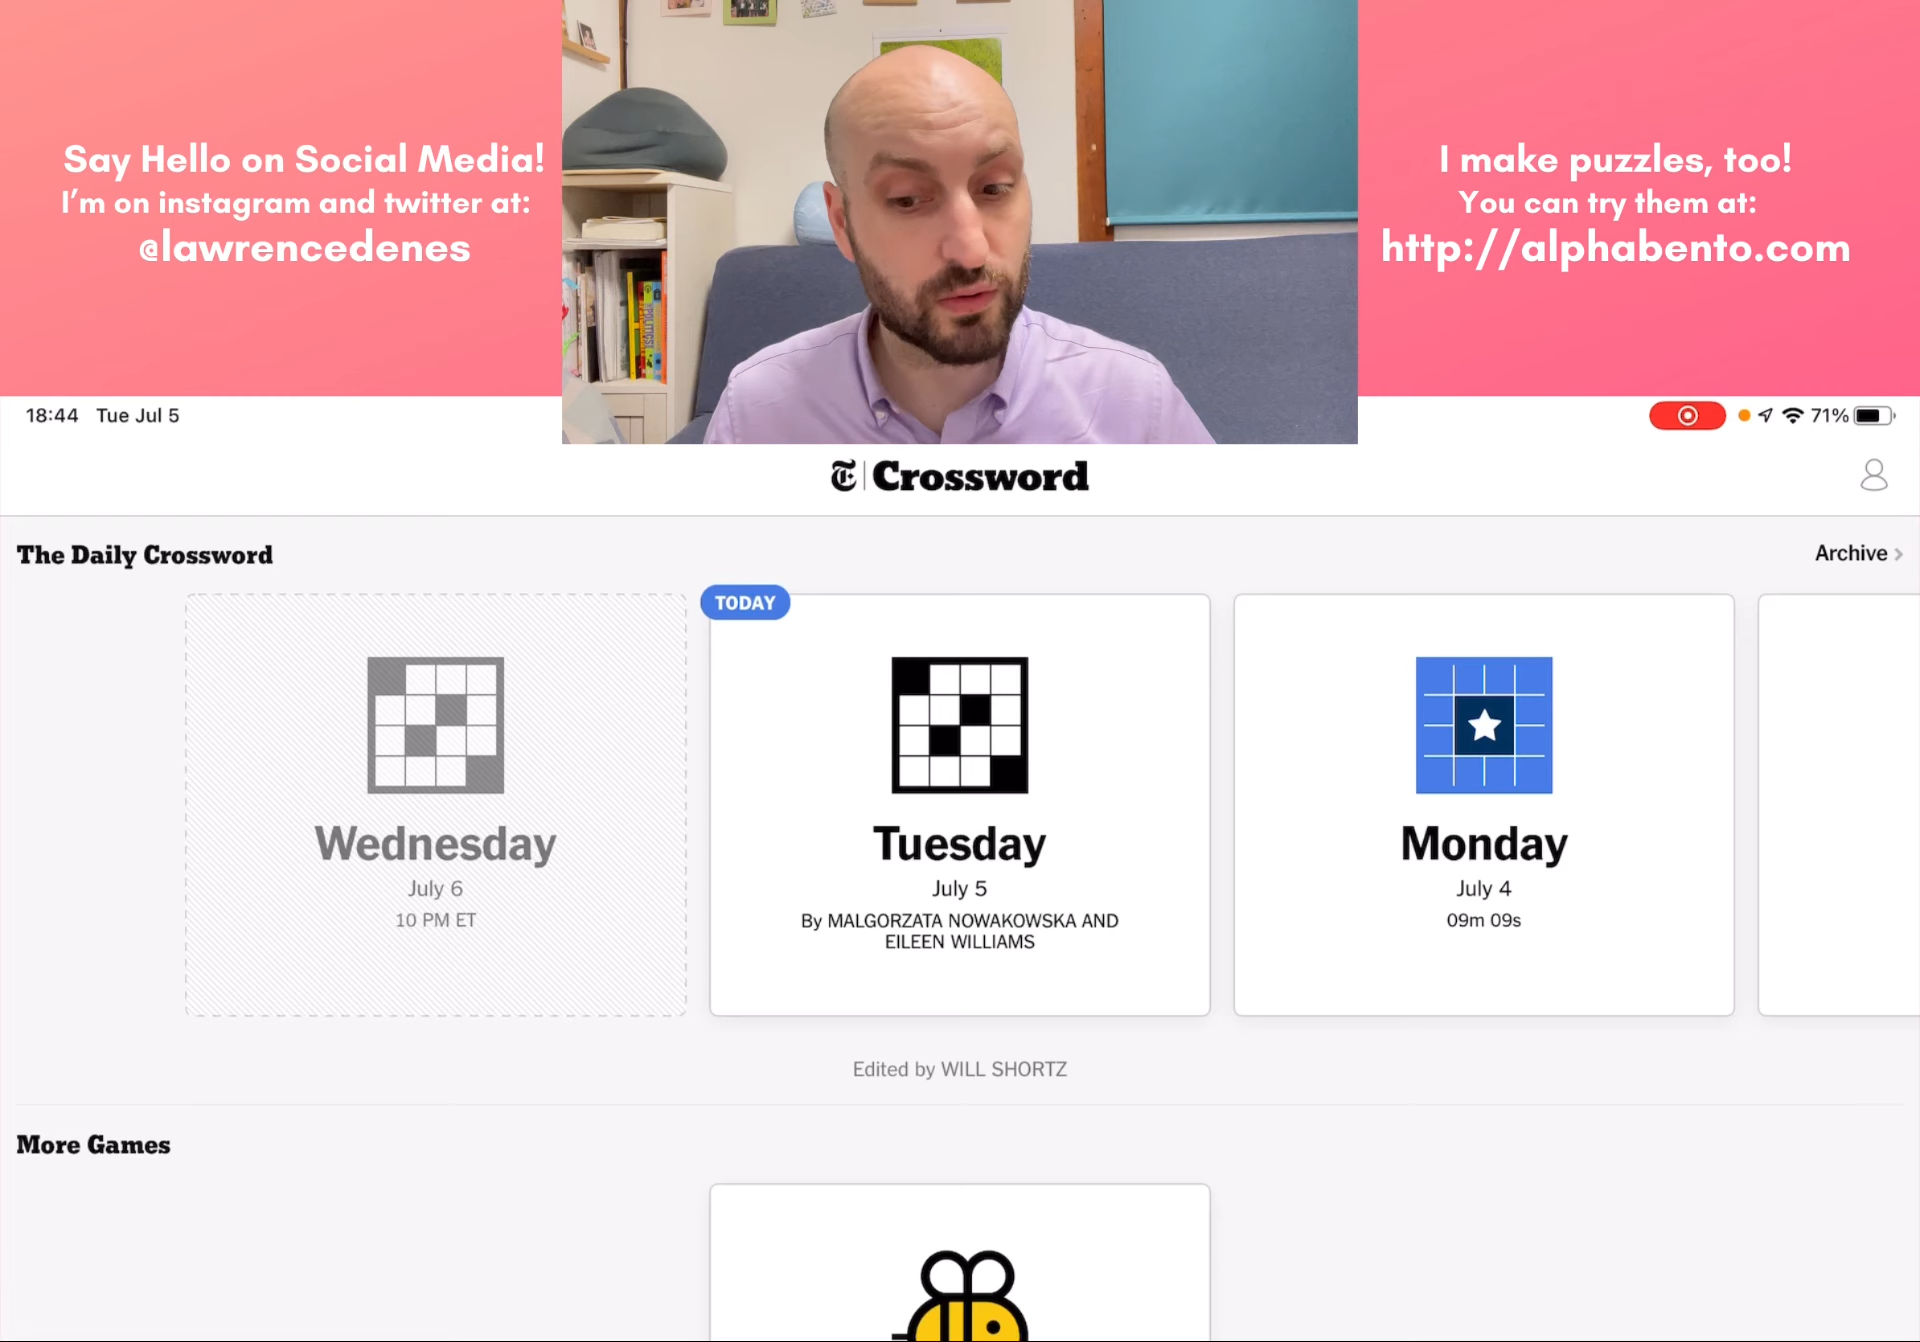 Say Hello on Social Media!
I'm on instagram and twitter at:
@lawrencedenes
I make puzzles, too!
You can try them at:
http://alphabento.com
18:44 Tue Jul 5
71%
T Crossword
The Daily Crossword
Archive
TODAY
Wednesday
July 6
10 PM ET
Tuesday
July 5
By MALGORZATA NOWAKOWSKA AND
EILEEN WILLIAMS
Monday
July 4
09m 09s
Edited by WILL SHORTZ
More Games